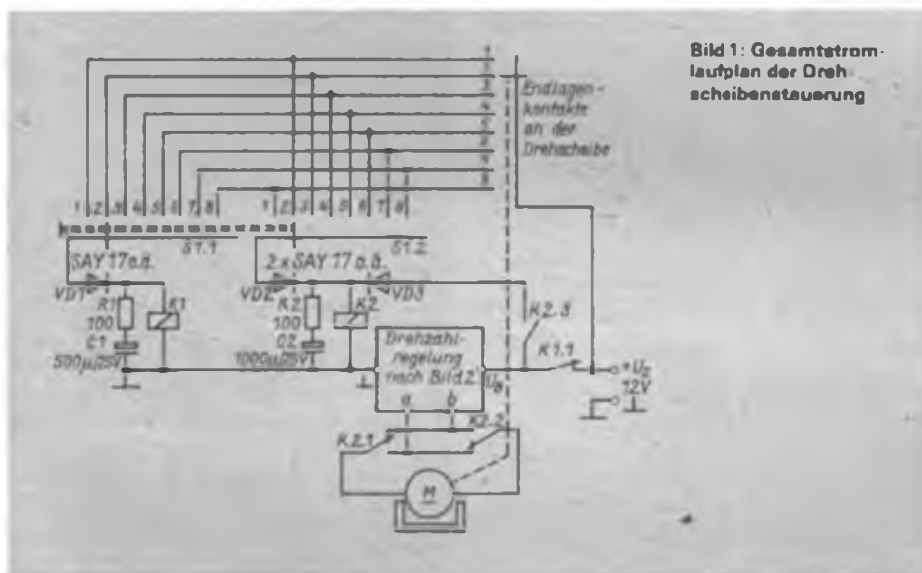 Bild 1: Gesamtstrom-
laufplan der Dreh-
scheibensteuerung
Endlagen-
kontakte
an der
Drehscheibe
1 2 3 4 5 6 7 8
1 2 3 4 5 6 7 8
S1.1
S1.2
SAY 17 o.ä.
2 x SAY 17 o.ä.
VD1
VD2
VD3
R1
100
K1
R2
100
K2
C1
500µ/25V
C2
1000µ/25V
Drehzahl-
regelung
nach Bild 2
U_B
a b
K2.3
K1.1
12V
K2.1
K2.2
M